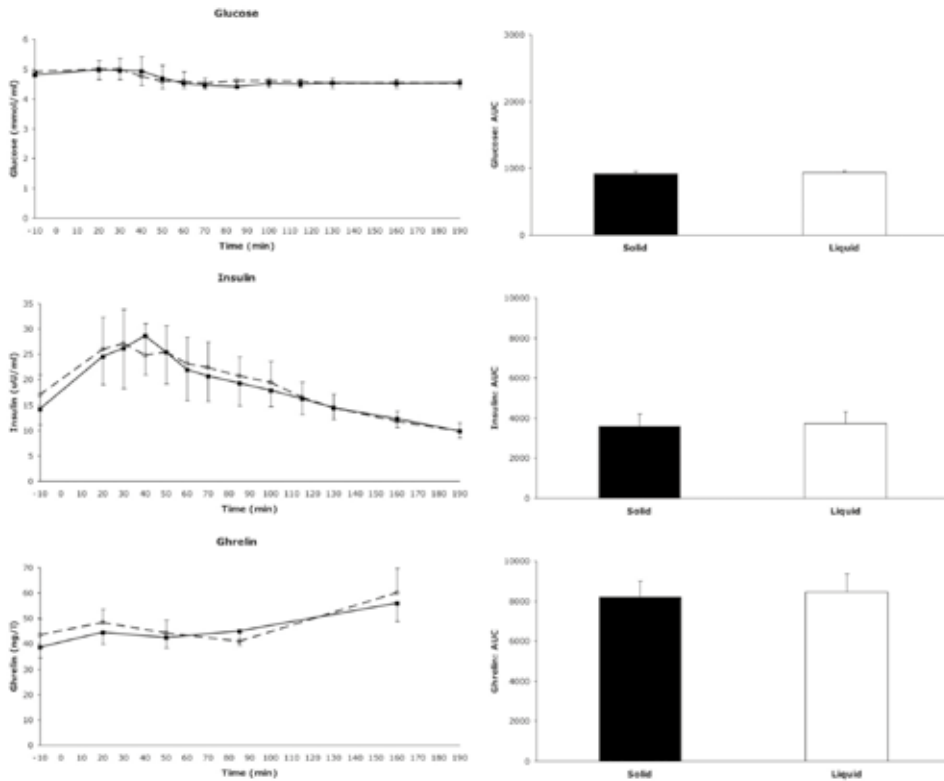 Glucose
Glucose (mmol/ml)
6
5
4
3
2
1
0
-10 0 10 20 30 40 50 60 70 80 90 100 110 120 130 140 150 160 170 180 190
Time (min)
Glucose: AUC
3000
2000
1000
0
Solid Liquid
Insulin
Insulin (uU/ml)
35
30
25
20
15
10
5
0
-10 0 10 20 30 40 50 60 70 80 90 100 110 120 130 140 150 160 170 180 190
Time (min)
Insulin: AUC
10000
8000
6000
4000
2000
0
Solid Liquid
Ghrelin
Ghrelin (ng/l)
70
60
50
40
30
20
10
0
-10 0 10 20 30 40 50 60 70 80 90 100 110 120 130 140 150 160 170 180 190
Time (min)
Ghrelin: AUC
10000
8000
6000
4000
2000
0
Solid Liquid